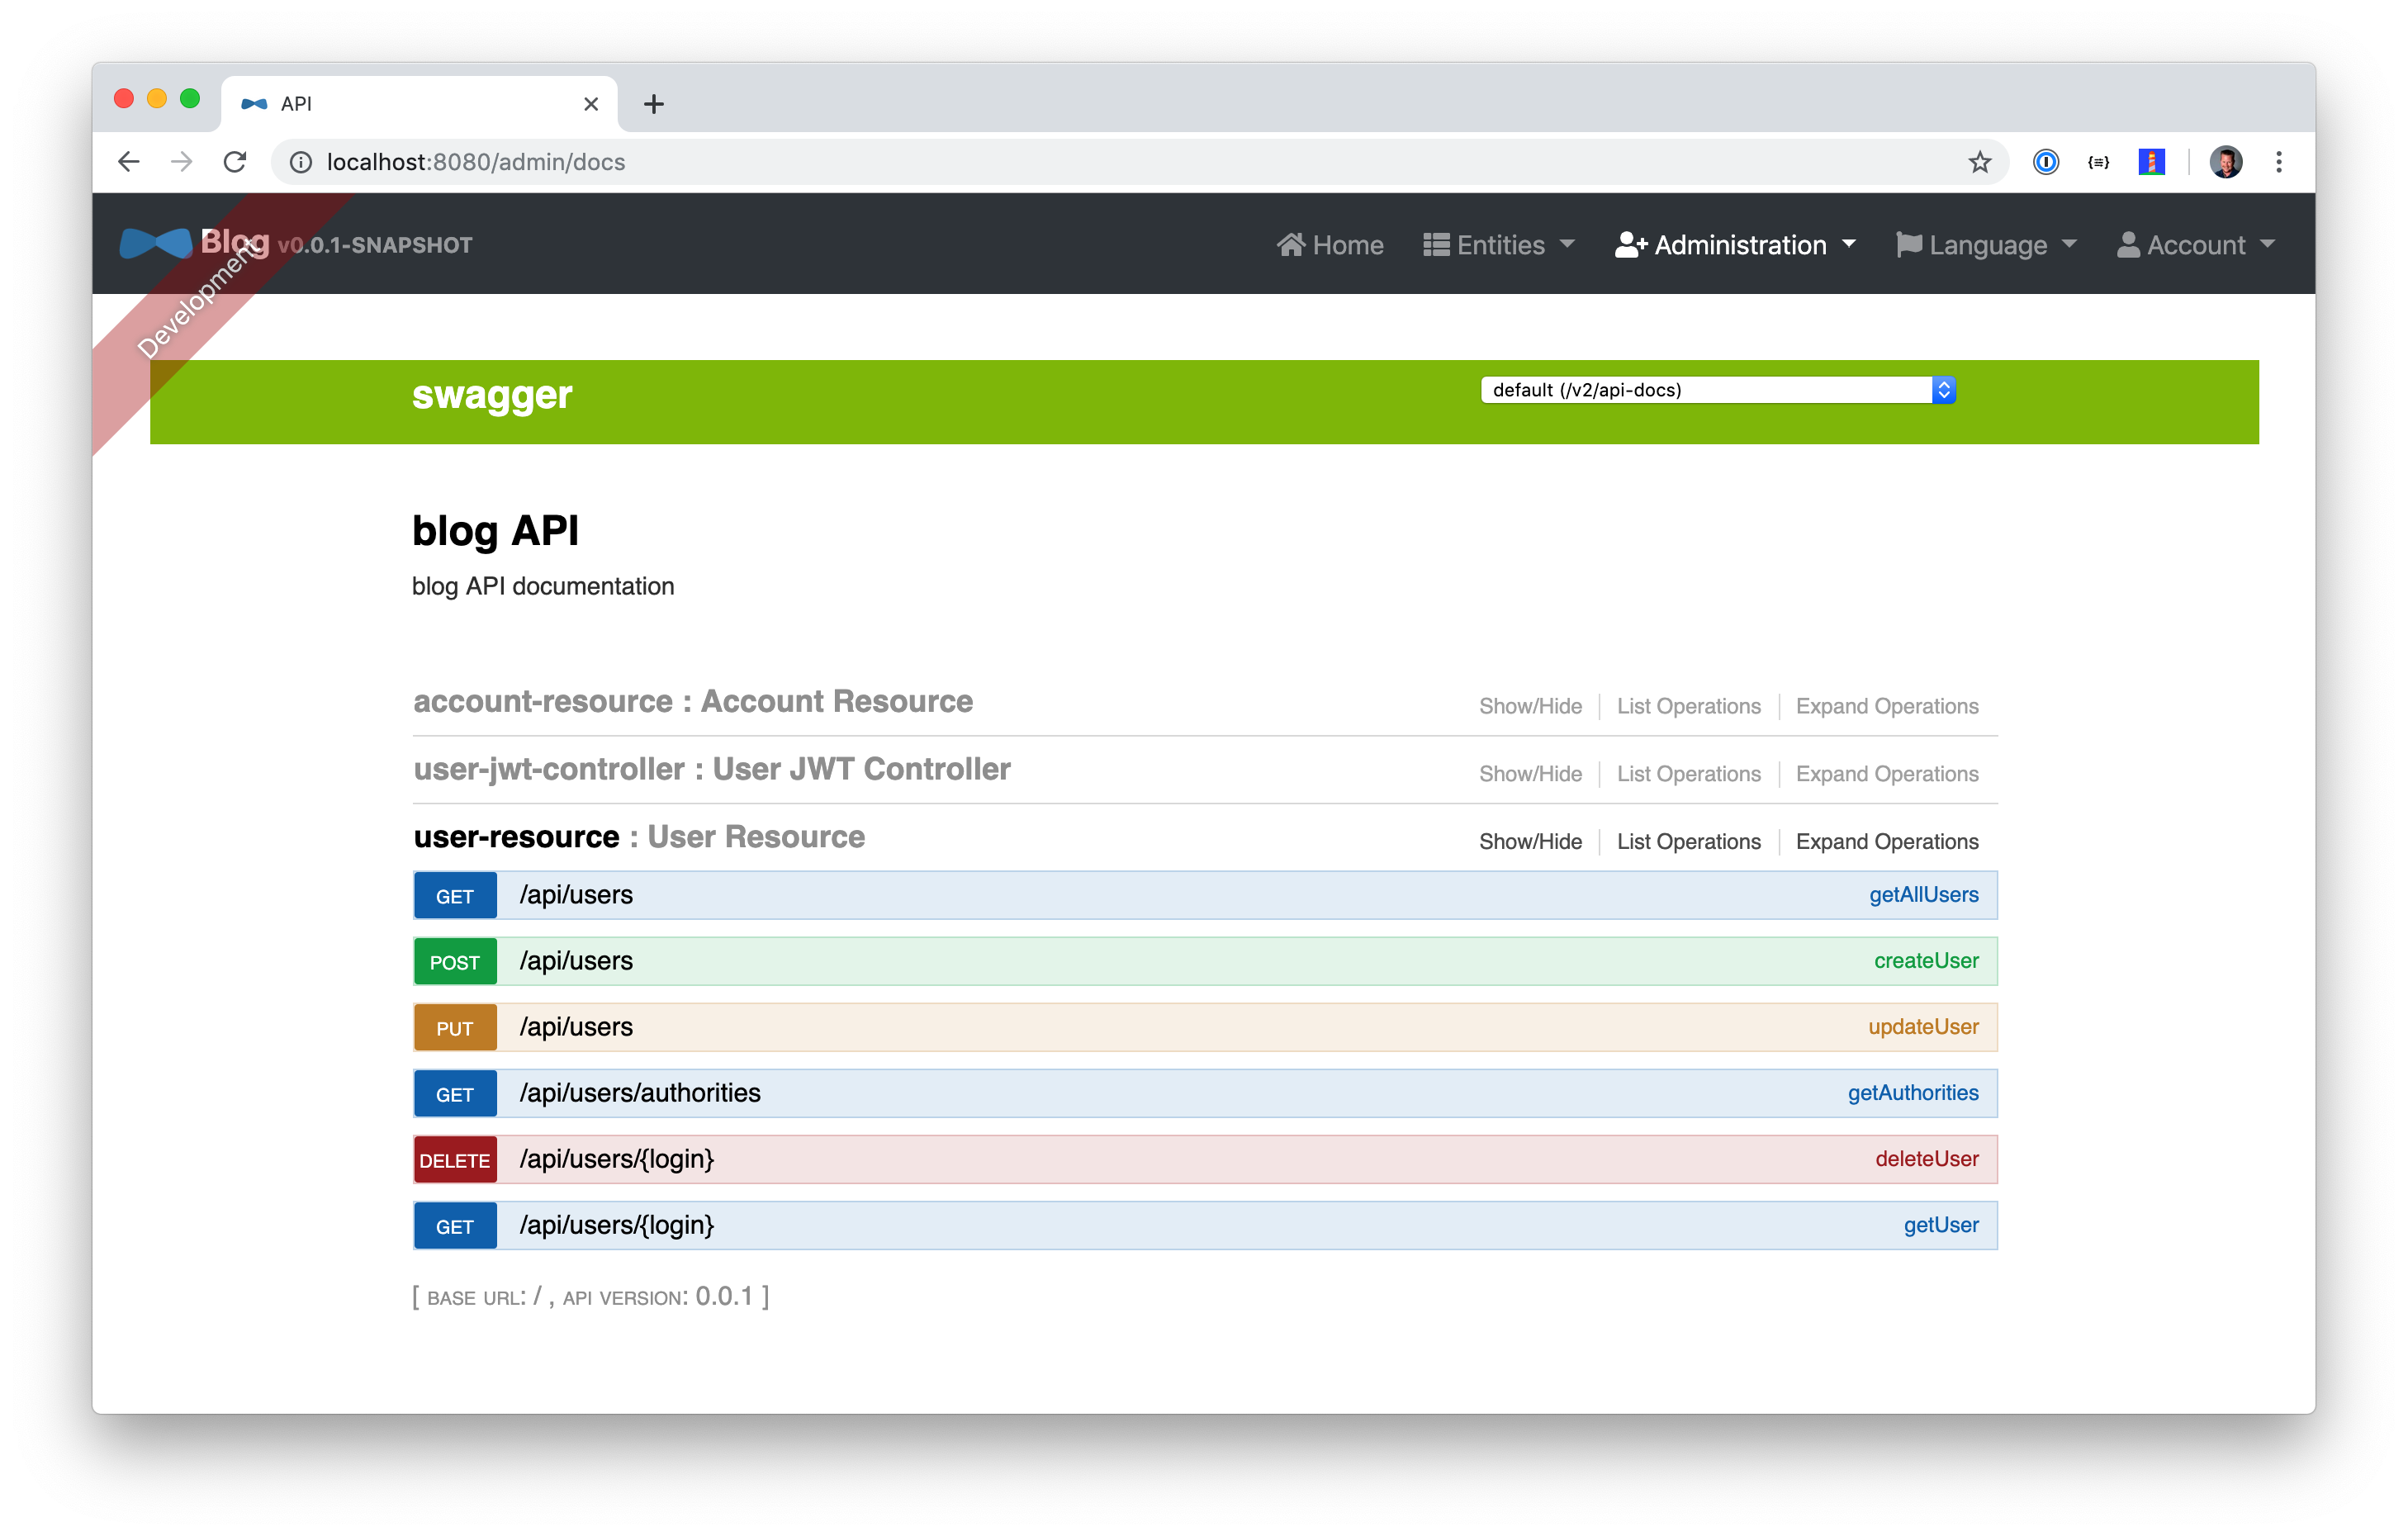 API
localhost:8080/admin/docs
Blog v0.0.1-SNAPSHOT
Home Entities Administration Language Account
Development
swagger
default (/v2/api-docs)
blog API
blog API documentation
account-resource : Account Resource Show/Hide List Operations Expand Operations
user-jwt-controller : User JWT Controller Show/Hide List Operations Expand Operations
user-resource : User Resource Show/Hide List Operations Expand Operations
GET /api/users getAllUsers
POST /api/users createUser
PUT /api/users updateUser
GET /api/users/authorities getAuthorities
DELETE /api/users/{login} deleteUser
GET /api/users/{login} getUser
[ BASE URL: / , API VERSION: 0.0.1 ]